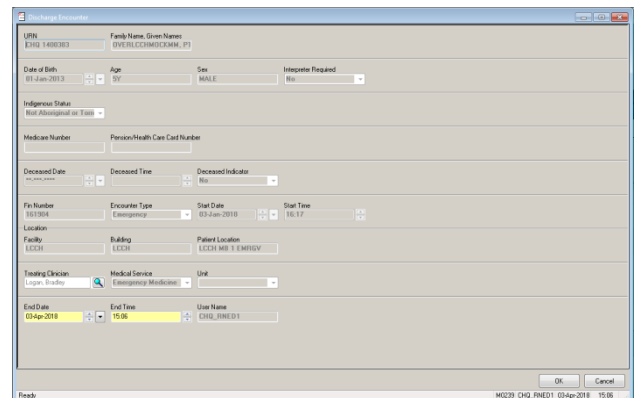 Discharge Encounter
URN Family Name, Given Names
CHQ 1400383 OVERLCCHMOCKMM, PT
Date of Birth Age Sex Interpreter Required
01-Jan-2013 5Y MALE No
Indigenous Status
Not Aboriginal or Torr
Medicare Number Pension/Health Care Card Number
Deceased Date Deceased Time Deceased Indicator
**-***-**** No
Fin Number Encounter Type Start Date Start Time
161904 Emergency 03-Jan-2018 16:17
Location
Facility Building Patient Location
LCCH LCCH LCCH MB 1 EMRGV
Treating Clinician Medical Service Unit
Logan, Bradley Emergency Medicine
End Date End Time User Name
03-Apr-2018 15:06 CHQ_RNED1
OK Cancel
Ready MO239 CHQ_RNED1 03-Apr-2018 15:06